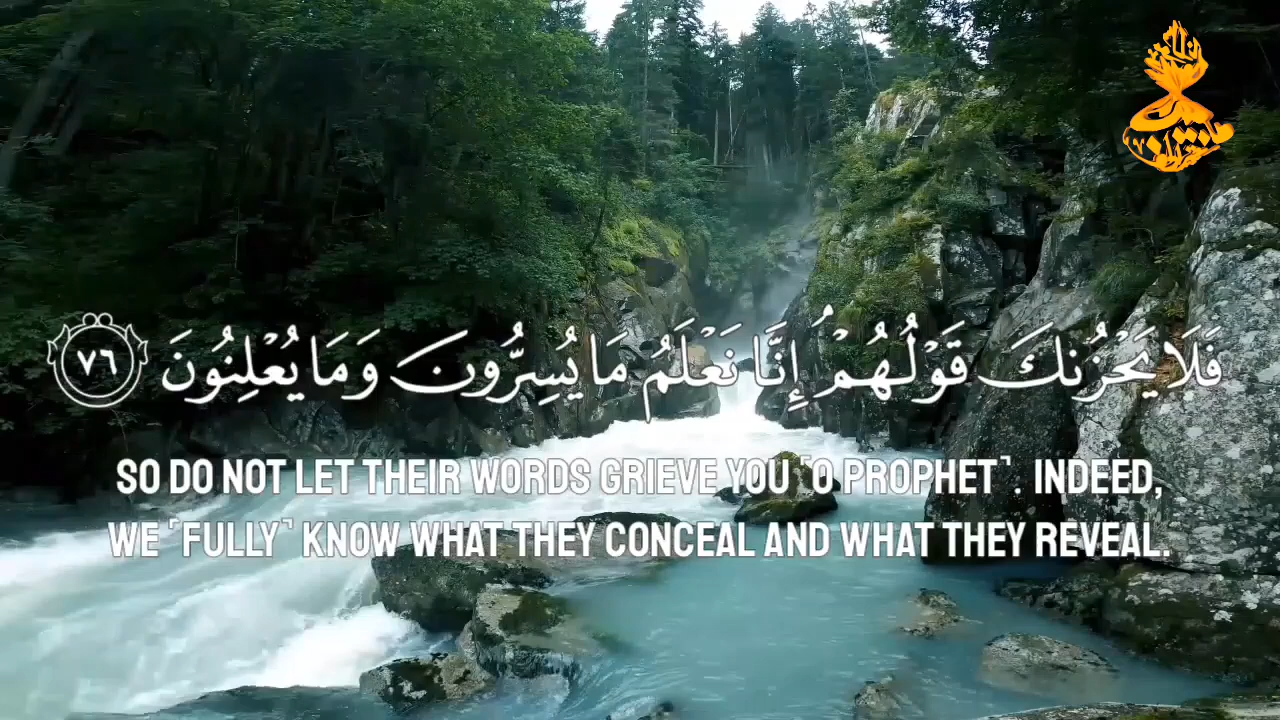 فَلَا يَحْزُنكَ قَوْلُهُمْ ۘ إِنَّا نَعْلَمُ مَا يُسِرُّونَ وَمَا يُعْلِنُونَ ٧٦
SO DO NOT LET THEIR WORDS GRIEVE YOU ˹O PROPHET˺. INDEED,
WE ˹FULLY˺ KNOW WHAT THEY CONCEAL AND WHAT THEY REVEAL.